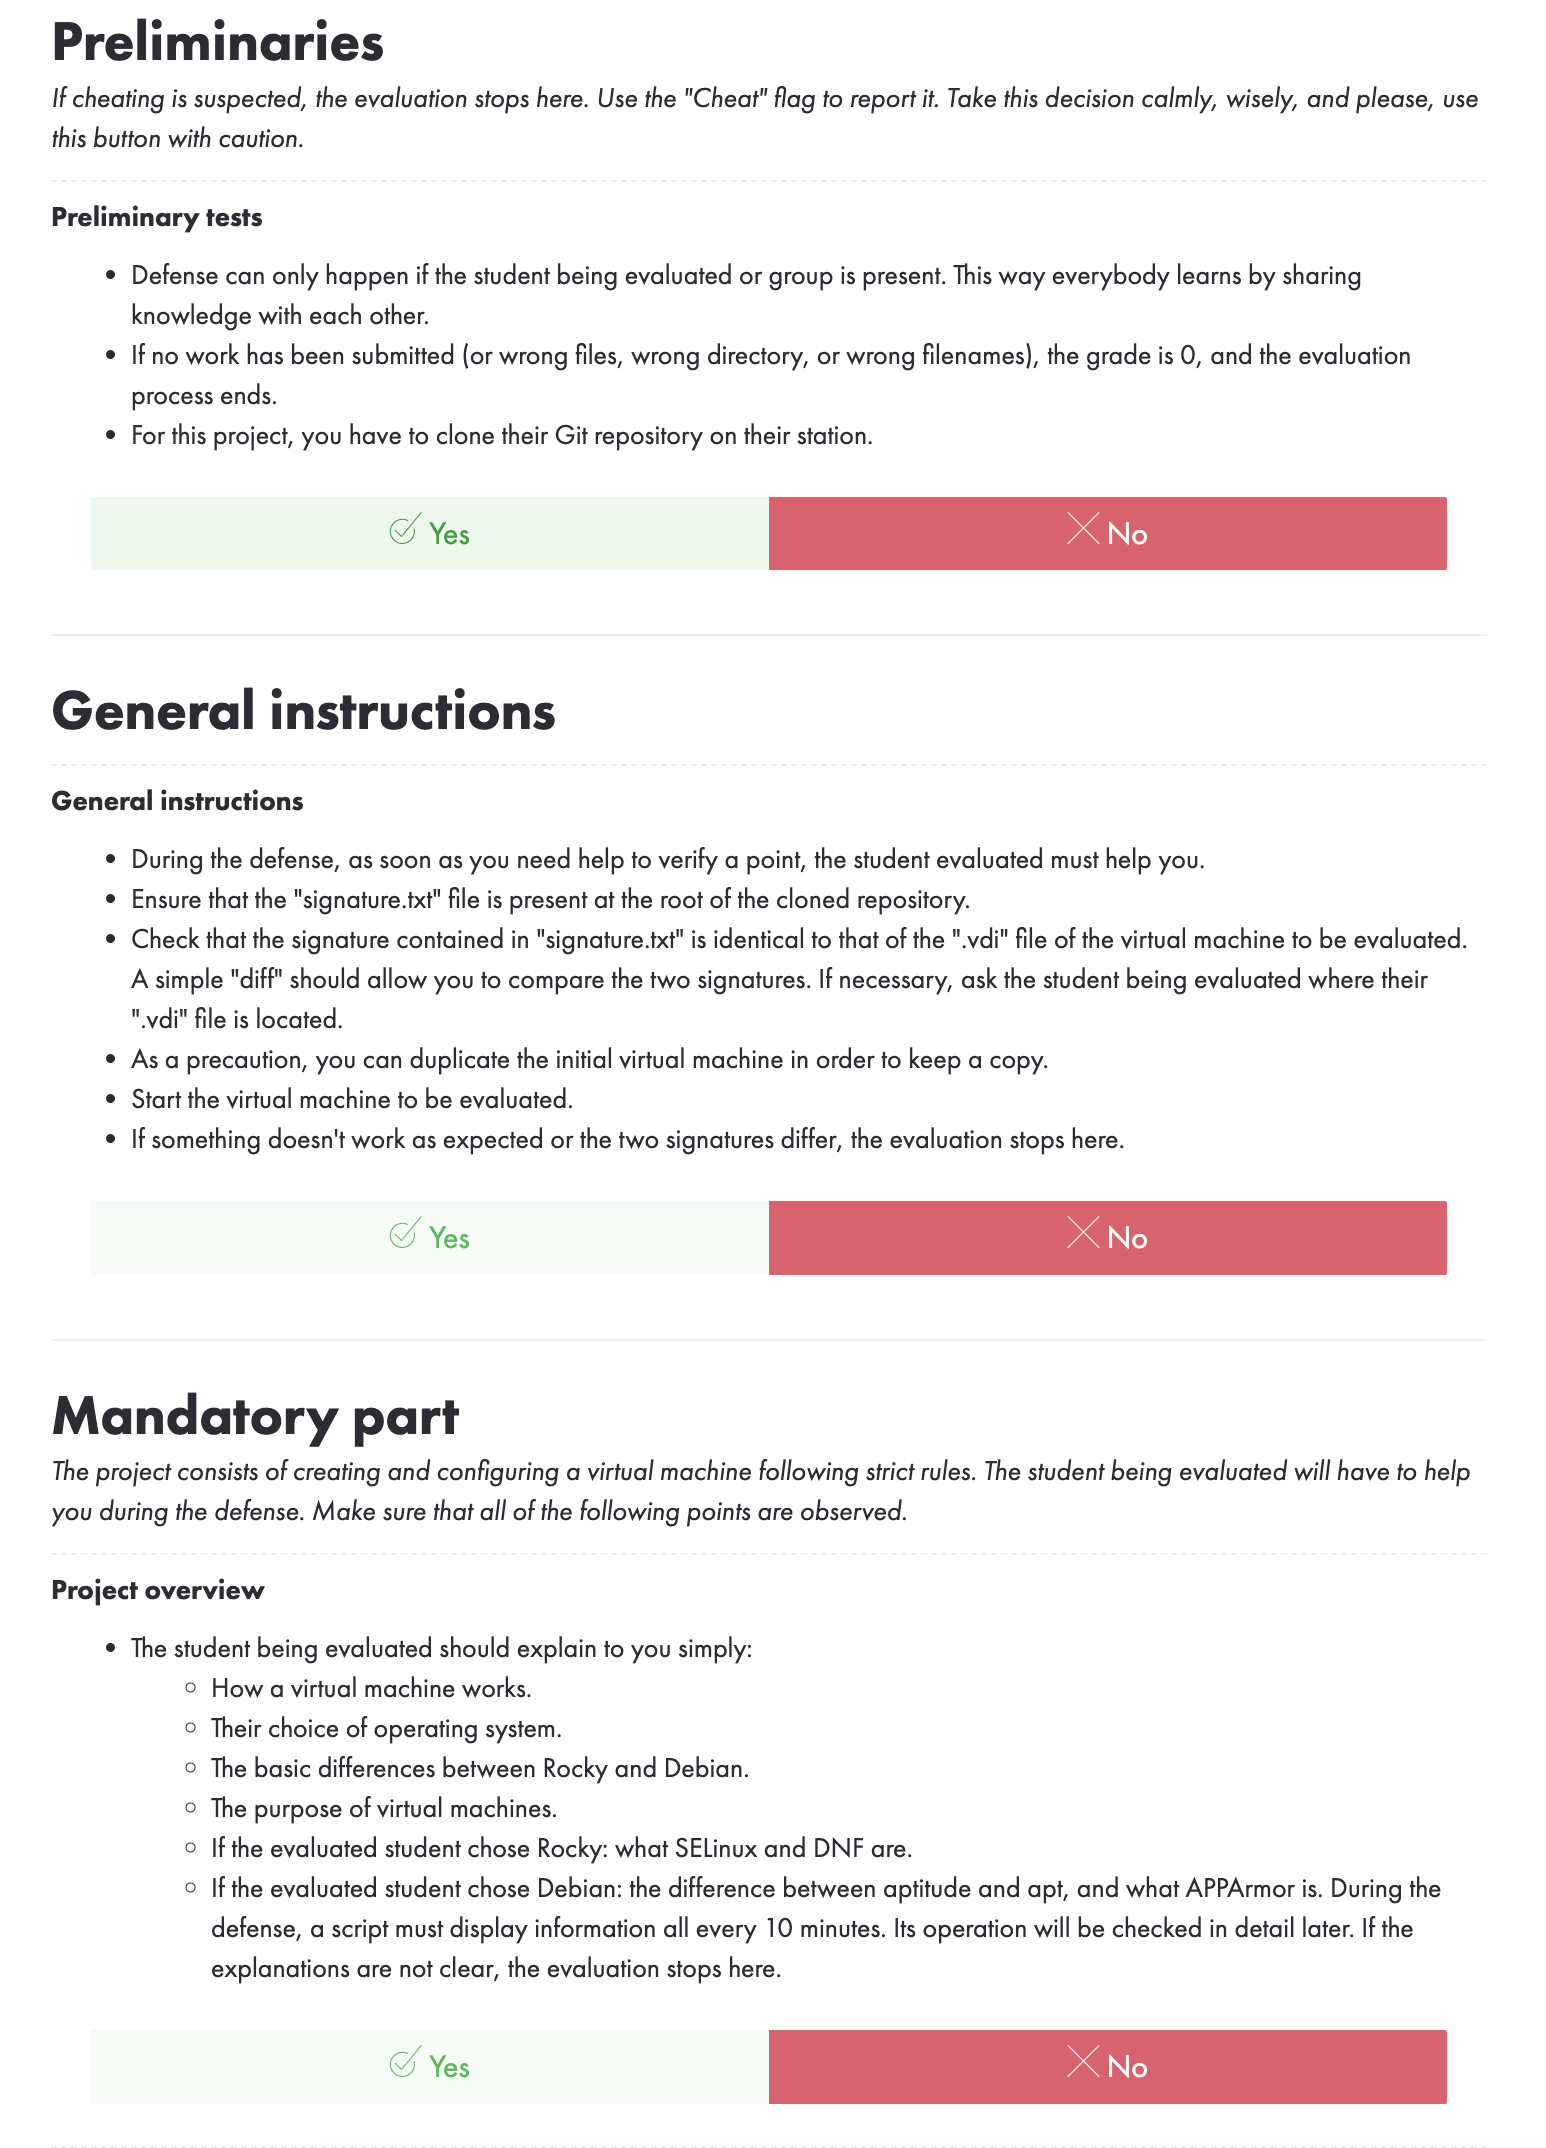 Preliminaries
If cheating is suspected, the evaluation stops here. Use the "Cheat" flag to report it. Take this decision calmly, wisely, and please, use
this button with caution.
Preliminary tests
• Defense can only happen if the student being evaluated or group is present. This way everybody learns by sharing
knowledge with each other.
• If no work has been submitted (or wrong files, wrong directory, or wrong filenames), the grade is 0, and the evaluation
process ends.
• For this project, you have to clone their Git repository on their station.
Yes
No
General instructions
General instructions
• During the defense, as soon as you need help to verify a point, the student evaluated must help you.
• Ensure that the "signature.txt" file is present at the root of the cloned repository.
• Check that the signature contained in "signature.txt" is identical to that of the ".vdi" file of the virtual machine to be evaluated.
A simple "diff" should allow you to compare the two signatures. If necessary, ask the student being evaluated where their
".vdi" file is located.
• As a precaution, you can duplicate the initial virtual machine in order to keep a copy.
• Start the virtual machine to be evaluated.
• If something doesn't work as expected or the two signatures differ, the evaluation stops here.
Yes
No
Mandatory part
The project consists of creating and configuring a virtual machine following strict rules. The student being evaluated will have to help
you during the defense. Make sure that all of the following points are observed.
Project overview
• The student being evaluated should explain to you simply:
○ How a virtual machine works.
○ Their choice of operating system.
○ The basic differences between Rocky and Debian.
○ The purpose of virtual machines.
○ If the evaluated student chose Rocky: what SELinux and DNF are.
○ If the evaluated student chose Debian: the difference between aptitude and apt, and what APPArmor is. During the
defense, a script must display information all every 10 minutes. Its operation will be checked in detail later. If the
explanations are not clear, the evaluation stops here.
Yes
No